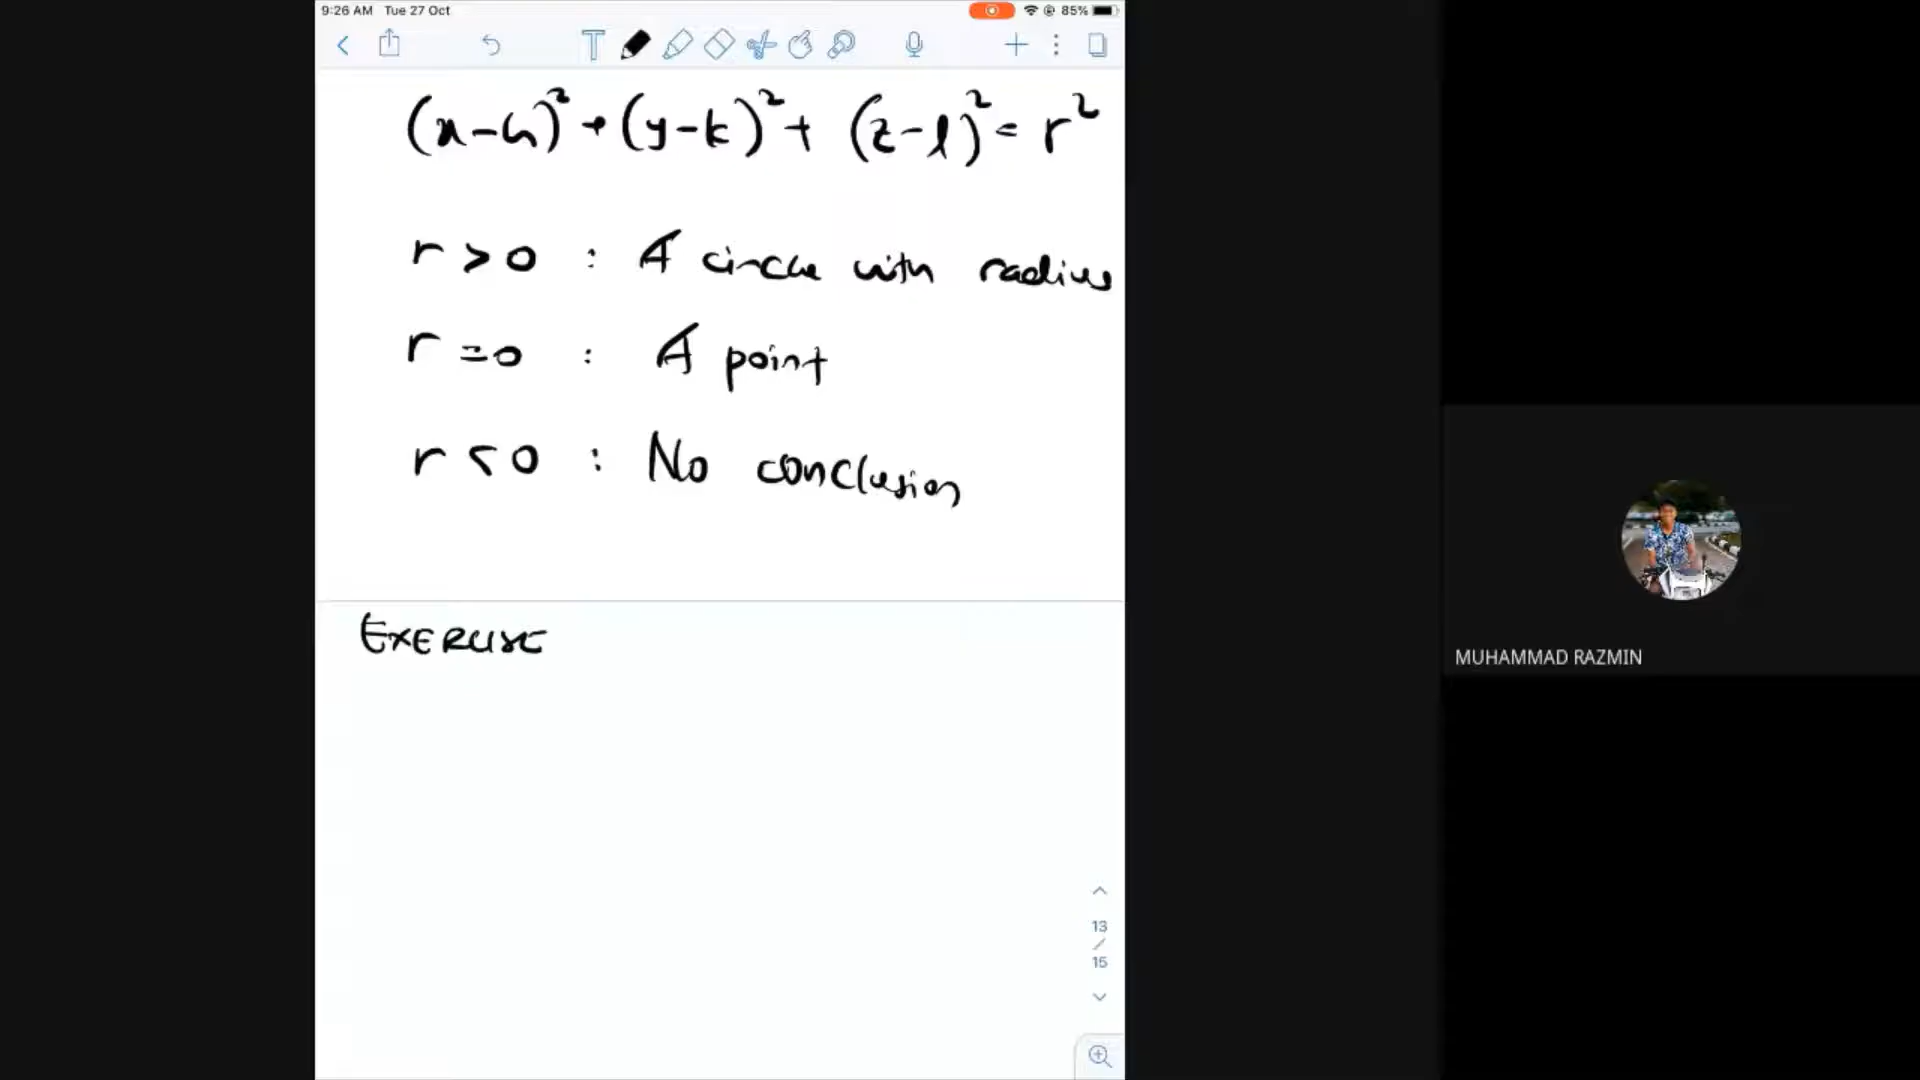 9:26 AM Tue 27 Oct 85%
T
(x-h)²+(y-k)²+(z-l)²=r²
r>0 : A circle with radius
r=0 : A point
r<0 : No conclusion
EXERCISE
13
/
15
MUHAMMAD RAZMIN